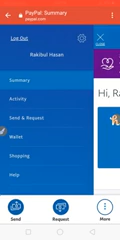 PayPal: Summary
paypal.com
Log Out
CLOSE
Rakibul Hasan
Summary
Hi, Ra
Activity
Send & Request
Wallet
Shopping
Help
Send
Request
More